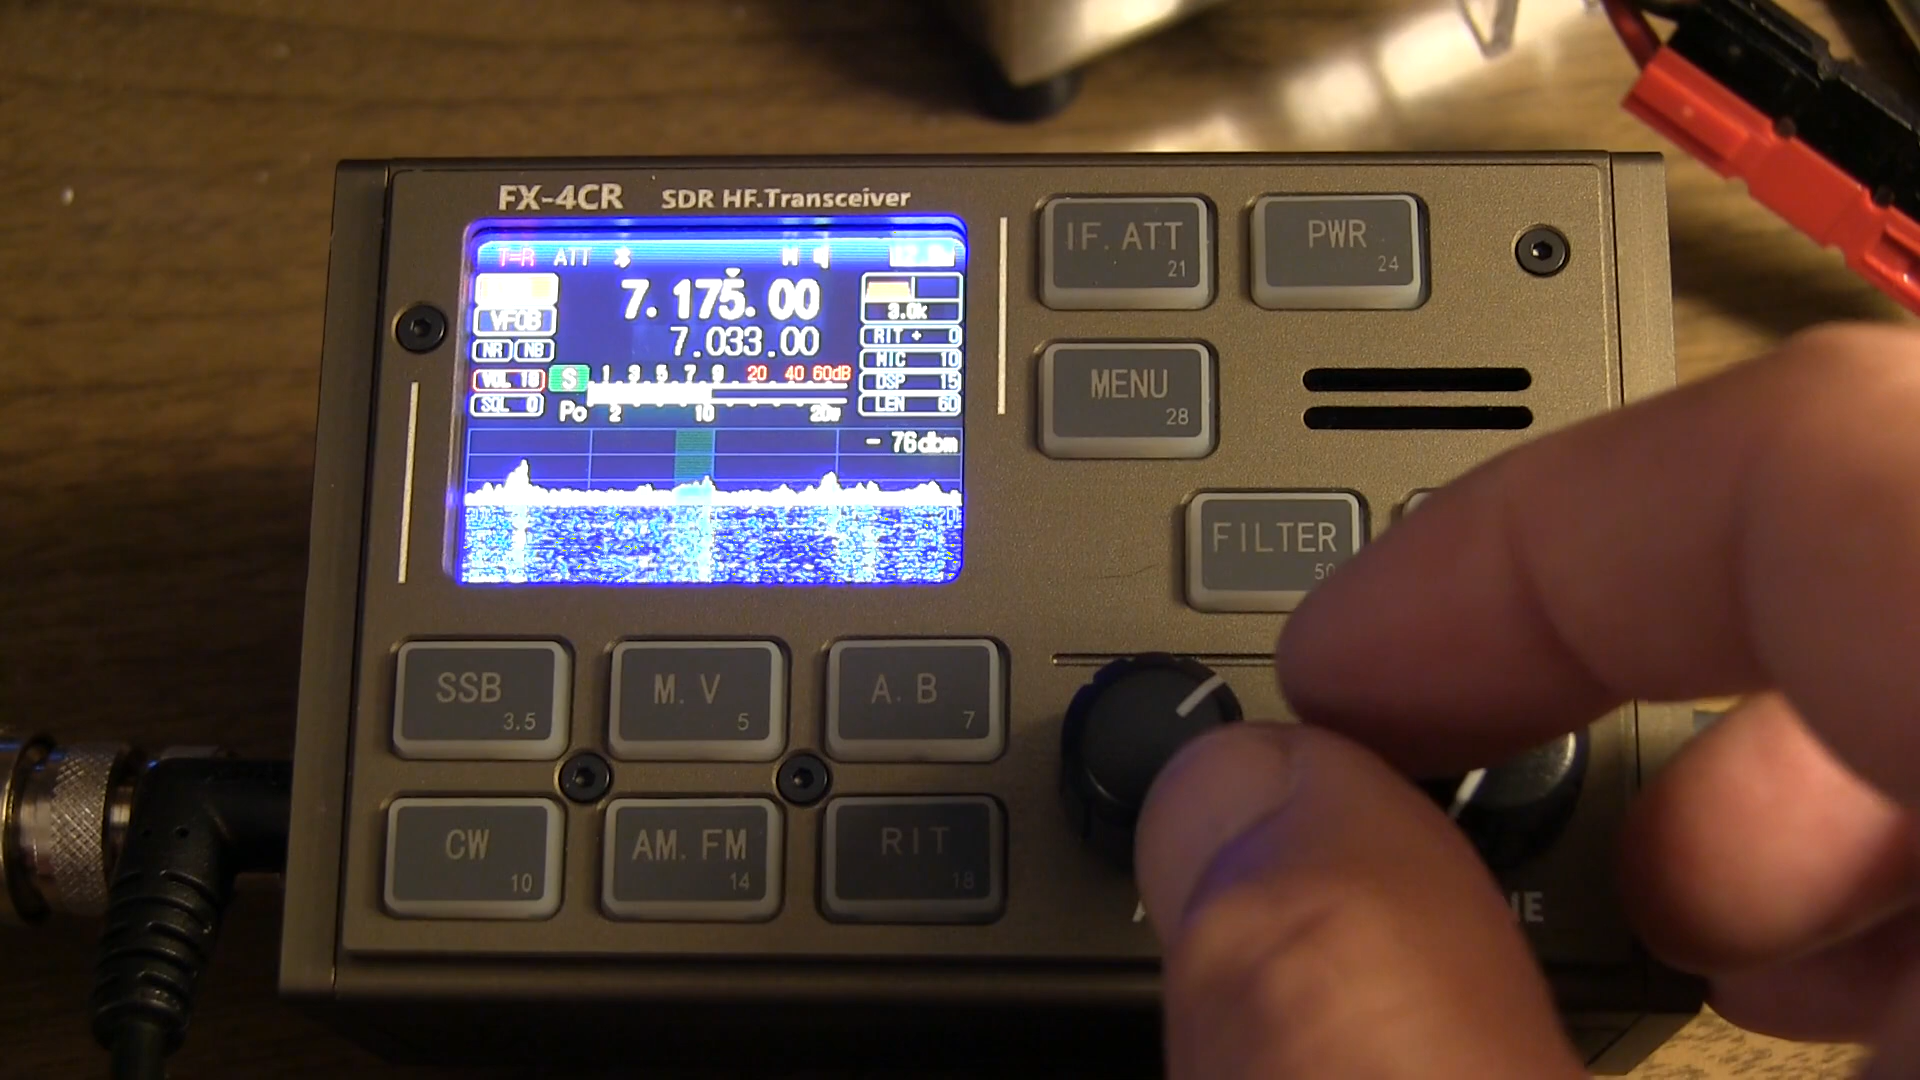 FX-4CR SDR HF.Transceiver
T=R ATT
7.175.00
VFOB 3.0k
7.033.00
RIT + 0
NR NB
MIC 10
VOL 18 S 1 3 5 7 9 20 40 60dB
DSP 15
SQL 0 Po 2 10 20w
LEN 60
- 76dbm
IF. ATT
21
PWR
24
MENU
28
FILTER
50
SSB
3.5
M. V
5
A. B
7
CW
10
AM. FM
14
RIT
18